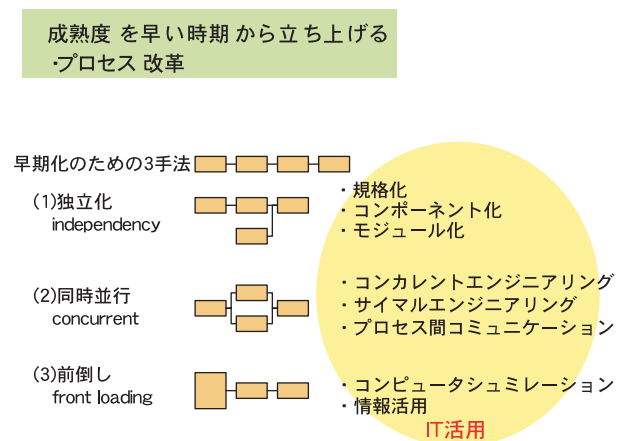 成熟度 を早い時期 から立ち上げる
・プロセス 改革
早期化のための3手法
(1)独立化
independency
・規格化
・コンポーネント化
・モジュール化
(2)同時並行
concurrent
・コンカレントエンジニアリング
・サイマルエンジニアリング
・プロセス間コミュニケーション
(3)前倒し
front loading
・コンピュータシュミレーション
・情報活用
IT活用